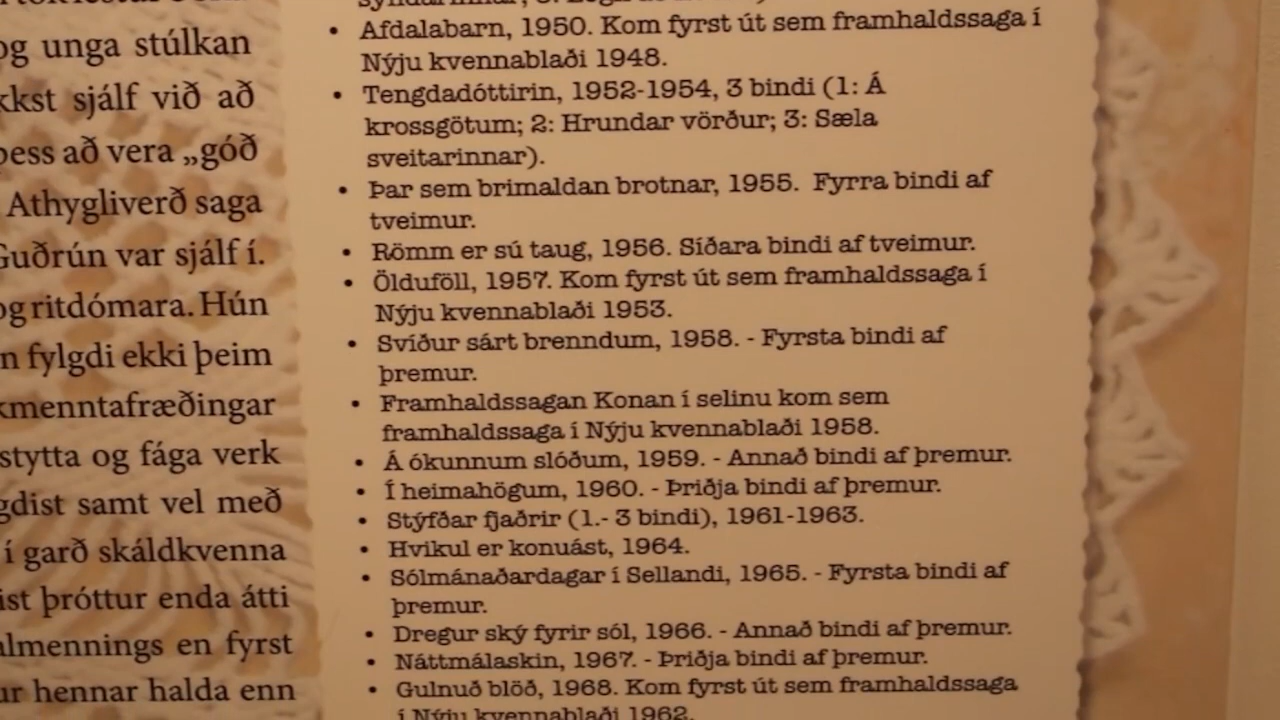 og unga stúlkan
sjálf við að
að vera „góð
Athygliverð saga
Guðrún var sjálf í.
og ritdómara. Hún
fylgdi ekki þeim
stytta og fága verk
samt vel með
í garð skáldkvenna
þróttur enda átti
almennings en fyrst
hennar halda enn
• Afdalabarn, 1950. Kom fyrst út sem framhaldssaga í
Nýju kvennablaði 1948.
• Tengdadóttirin, 1952-1954, 3 bindi (1: Á
krossgötum; 2: Hrundar vörður; 3: Sæla
sveitarinnar).
• Þar sem brimaldan brotnar, 1955. Fyrra bindi af
tveimur.
• Römm er sú taug, 1956. Síðara bindi af tveimur.
• Ölduföll, 1957. Kom fyrst út sem framhaldssaga í
Nýju kvennablaði 1953.
• Svíður sárt brenndum, 1958. - Fyrsta bindi af
þremur.
• Framhaldssagan Konan í selinu kom sem
framhaldssaga í Nýju kvennablaði 1958.
• Á ókunnum slóðum, 1959. - Annað bindi af þremur.
• Í heimahögum, 1960. - Þriðja bindi af þremur.
• Stýfðar fjaðrir (1.- 3 bindi), 1961-1963.
• Hvikul er konuást, 1964.
• Sólmánaðardagar í Sellandi, 1965. - Fyrsta bindi af
þremur.
• Dregur ský fyrir sól, 1966. - Annað bindi af þremur.
• Náttmálaskin, 1967. - Þriðja bindi af þremur.
• Gulnuð blöð, 1968. Kom fyrst út sem framhaldssaga
í Nýju kvennablaði 1962.